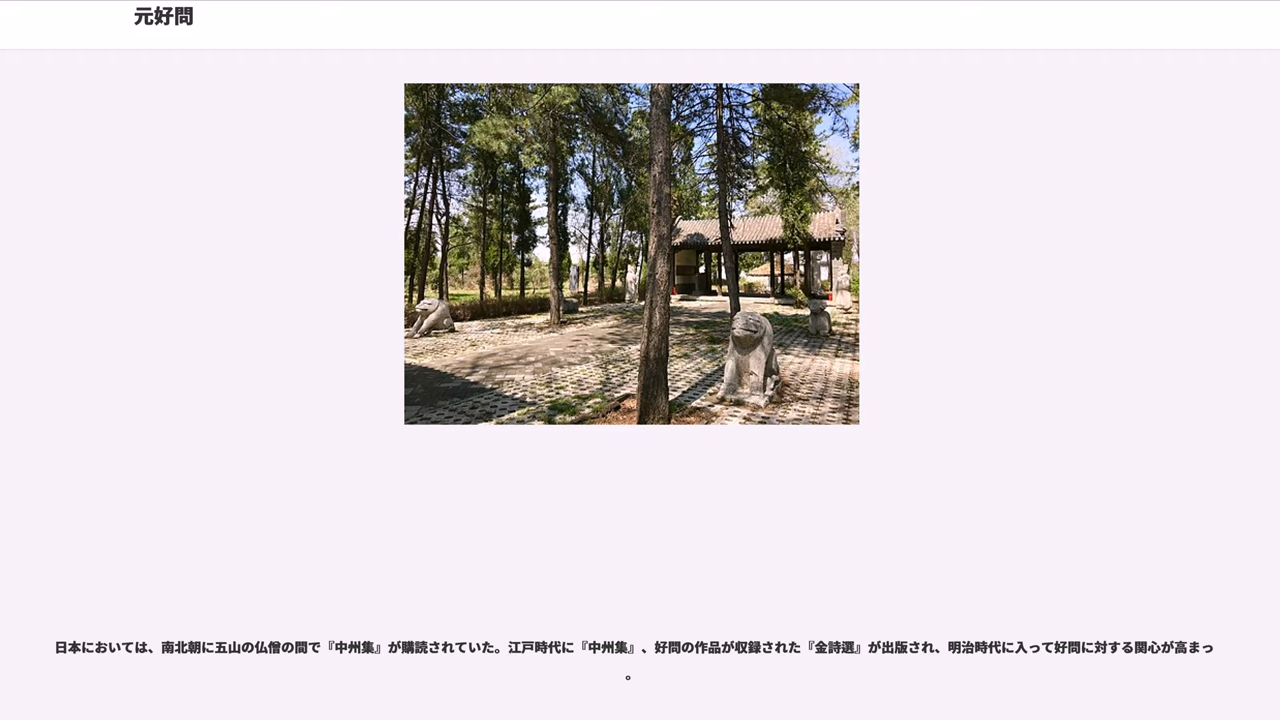 元好問
日本においては、南北朝に五山の仏僧の間で『中州集』が購読されていた。江戸時代に『中州集』、好問の作品が収録された『金詩選』が出版され、明治時代に入って好問に対する関心が高まっ
。